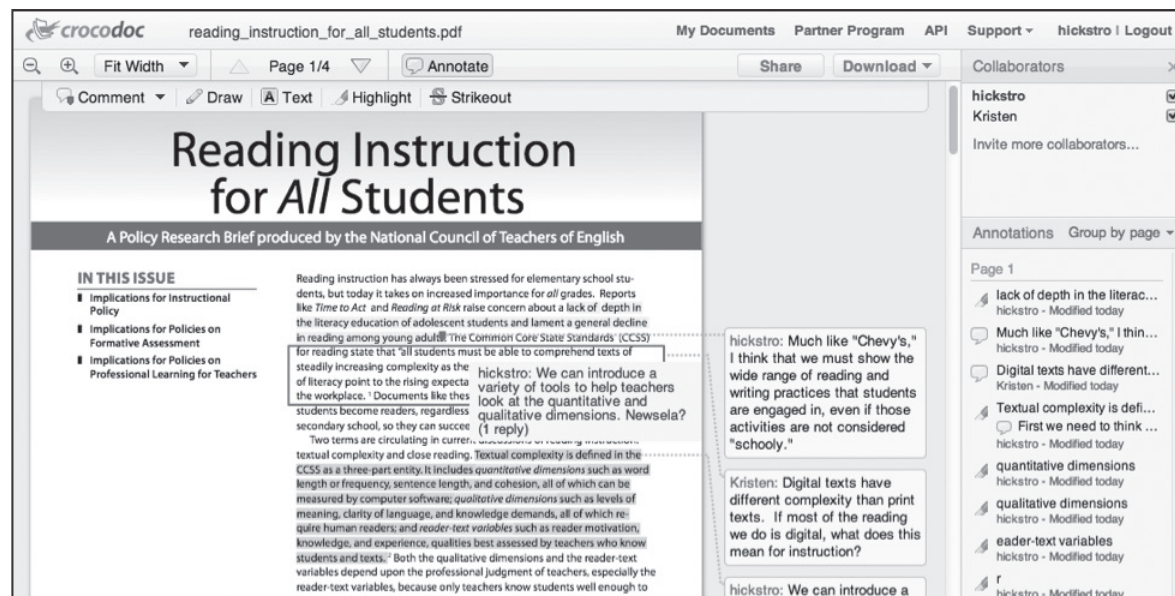 crocodoc
reading_instruction_for_all_students.pdf
My Documents Partner Program API Support hickstro | Logout
Fit Width Page 1/4 Annotate Share Download
Comment Draw A Text Highlight Strikeout
Reading Instruction
for All Students
A Policy Research Brief produced by the National Council of Teachers of English
IN THIS ISSUE
Implications for Instructional
Policy
Implications for Policies on
Formative Assessment
Implications for Policies on
Professional Learning for Teachers
Reading instruction has always been stressed for elementary school stu-
dents, but today it takes on increased importance for all grades. Reports
like Time to Act and Reading at Risk raise concern about a lack of depth in
the literacy education of adolescent students and lament a general decline
in reading among young adults. The Common Core State Standards (CCSS)
for reading state that "all students must be able to comprehend texts of
steadily increasing complexity as the
of literacy point to the rising expecta
the workplace. 1 Documents like thes
students become readers, regardless
secondary school, so they can succee
Two terms are circulating in current discussions of reading instruction:
textual complexity and close reading. Textual complexity is defined in the
CCSS as a three-part entity. It includes quantitative dimensions such as word
length or frequency, sentence length, and cohesion, all of which can be
measured by computer software; qualitative dimensions such as levels of
meaning, clarity of language, and knowledge demands, all of which re-
quire human readers; and reader-text variables such as reader motivation,
knowledge, and experience, qualities best assessed by teachers who know
students and texts. 2 Both the qualitative dimensions and the reader-text
variables depend upon the professional judgment of teachers, especially the
reader-text variables, because only teachers know students well enough to
hickstro: We can introduce a
variety of tools to help teachers
look at the quantitative and
qualitative dimensions. Newsela?
(1 reply)
hickstro: Much like "Chevy's,"
I think that we must show the
wide range of reading and
writing practices that students
are engaged in, even if those
activities are not considered
"schooly."
Kristen: Digital texts have
different complexity than print
texts. If most of the reading
we do is digital, what does this
mean for instruction?
hickstro: We can introduce a
Collaborators
hickstro
Kristen
Invite more collaborators...
Annotations Group by page
Page 1
lack of depth in the literac...
hickstro - Modified today
Much like "Chevy's," I thin...
hickstro - Modified today
Digital texts have different...
Kristen - Modified today
Textual complexity is defi...
First we need to think ...
hickstro - Modified today
quantitative dimensions
hickstro - Modified today
qualitative dimensions
hickstro - Modified today
eader-text variables
hickstro - Modified today
r
hickstro - Modified today